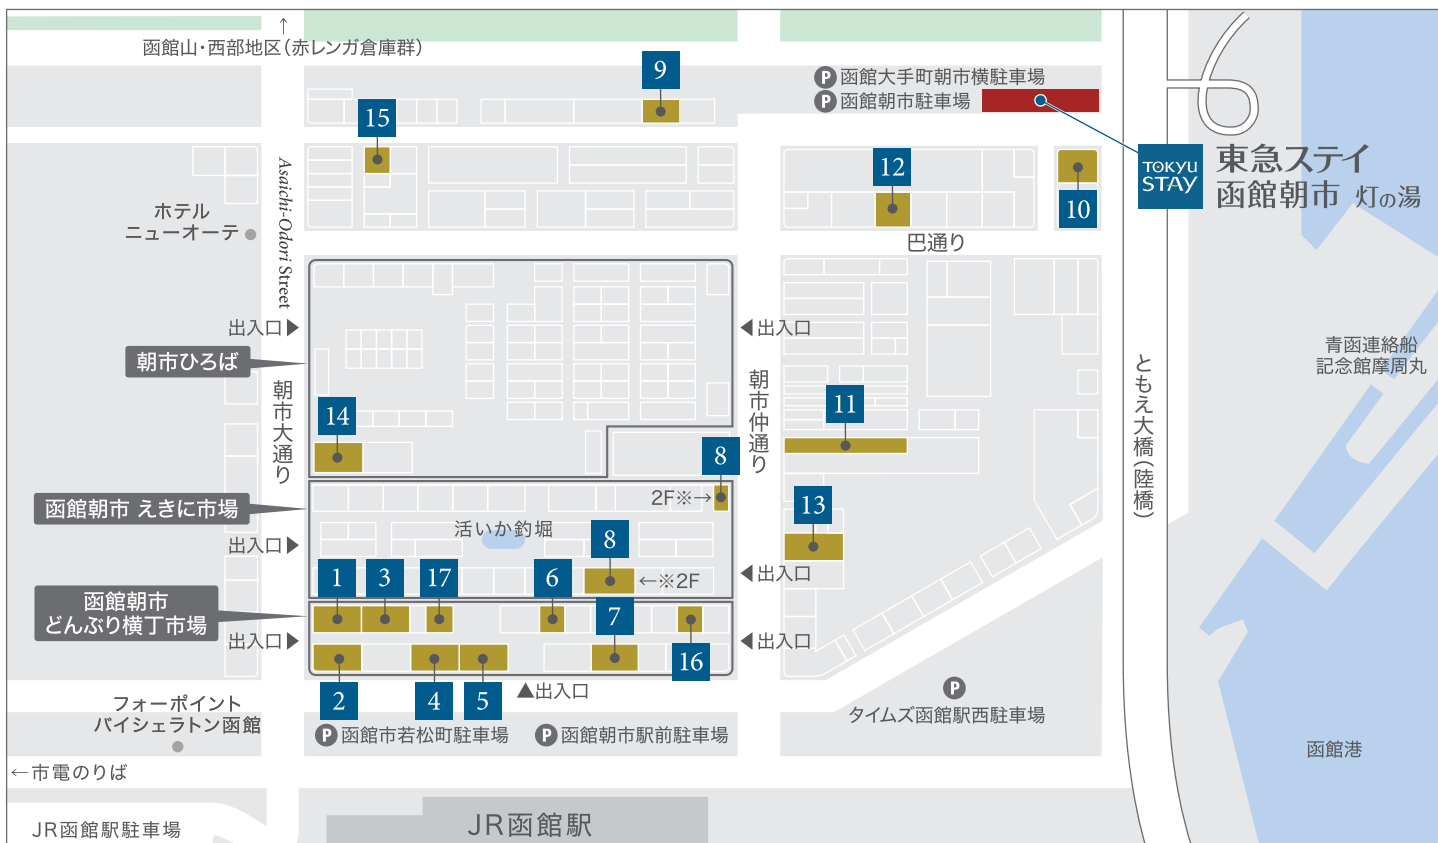 ↑
函館山・西部地区(赤レンガ倉庫群)
9
P 函館大手町朝市横駐車場
P 函館朝市駐車場
15
TOKYU
STAY
東急ステイ
函館朝市 灯の湯
12
10
Asaichi-Odori Street
ホテル
ニューオーテ
巴通り
出入口▶
◀出入口
朝市ひろば
朝市大通り
朝市仲通り
ともえ大橋(陸橋)
青函連絡船
記念館摩周丸
14
11
8
2F※→
函館朝市 えきに市場
活いか釣堀
13
出入口▶
8
←※2F
◀出入口
1
3
17
6
函館朝市
どんぶり横丁市場
7
出入口▶
◀出入口
16
2
4
5
▲出入口
フォーポイント
バイシェラトン函館
P 函館市若松町駐車場
P 函館朝市駅前駐車場
P
タイムズ函館駅西駐車場
函館港
←市電のりば
JR函館駅駐車場
JR函館駅